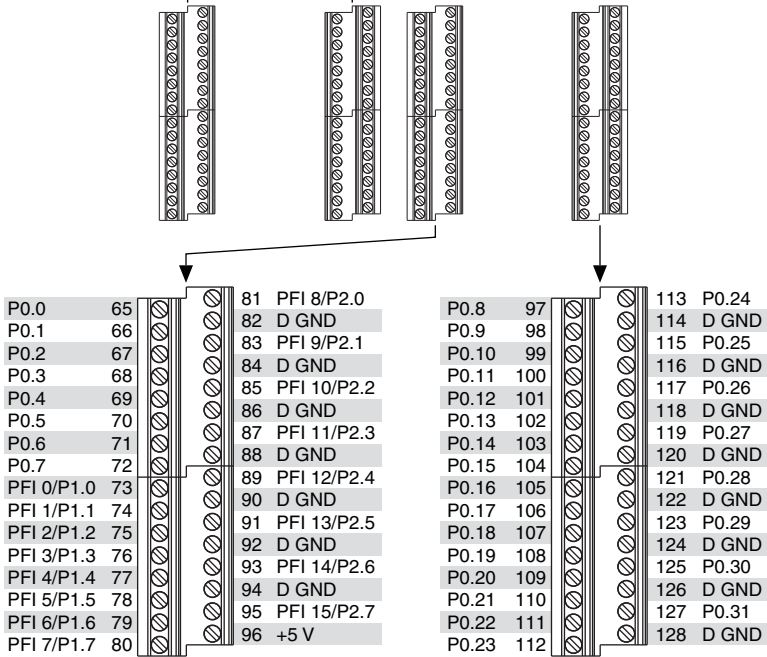 P0.0 65
P0.1 66
P0.2 67
P0.3 68
P0.4 69
P0.5 70
P0.6 71
P0.7 72
PFI 0/P1.0 73
PFI 1/P1.1 74
PFI 2/P1.2 75
PFI 3/P1.3 76
PFI 4/P1.4 77
PFI 5/P1.5 78
PFI 6/P1.6 79
PFI 7/P1.7 80
81 PFI 8/P2.0
82 D GND
83 PFI 9/P2.1
84 D GND
85 PFI 10/P2.2
86 D GND
87 PFI 11/P2.3
88 D GND
89 PFI 12/P2.4
90 D GND
91 PFI 13/P2.5
92 D GND
93 PFI 14/P2.6
94 D GND
95 PFI 15/P2.7
96 +5 V
P0.8 97
P0.9 98
P0.10 99
P0.11 100
P0.12 101
P0.13 102
P0.14 103
P0.15 104
P0.16 105
P0.17 106
P0.18 107
P0.19 108
P0.20 109
P0.21 110
P0.22 111
P0.23 112
113 P0.24
114 D GND
115 P0.25
116 D GND
117 P0.26
118 D GND
119 P0.27
120 D GND
121 P0.28
122 D GND
123 P0.29
124 D GND
125 P0.30
126 D GND
127 P0.31
128 D GND